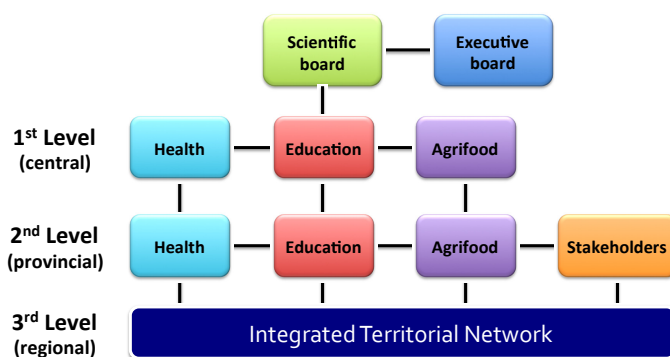 Scientific
board
Executive
board
1st Level
(central)
Health
Education
Agrifood
2nd Level
(provincial)
Health
Education
Agrifood
Stakeholders
3rd Level
(regional)
Integrated Territorial Network